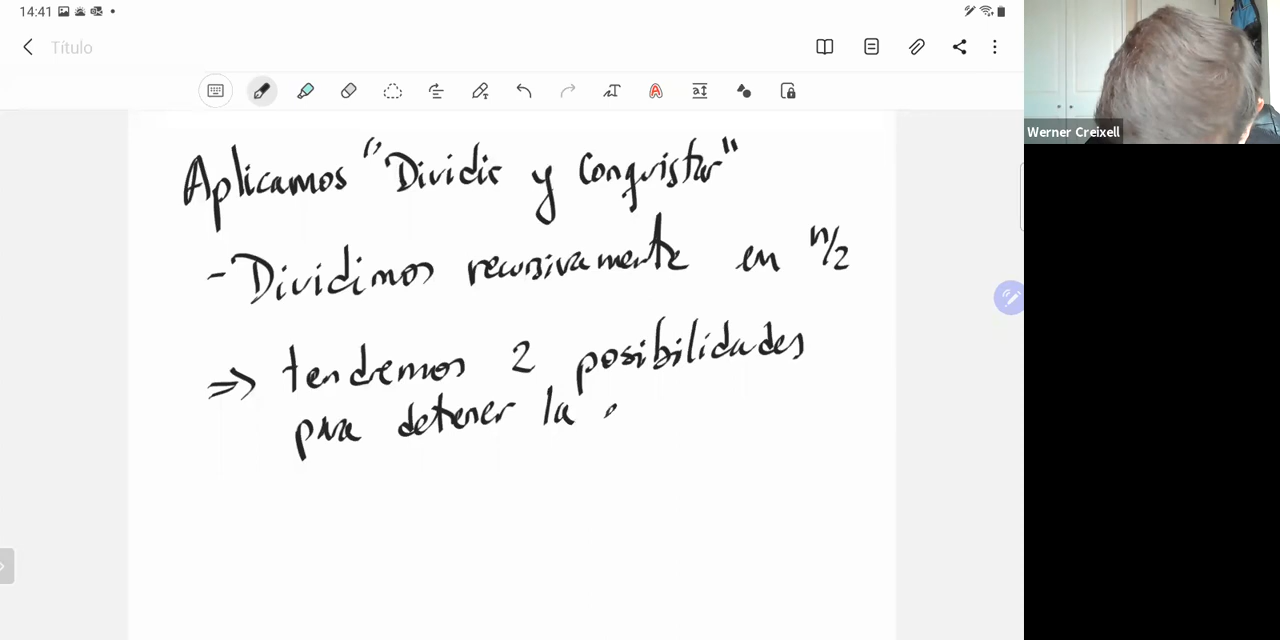 14:41
Título
Werner Creixell
Aplicamos "Dividir y Conquistar"
- Dividimos recursivamente en n/2
⇒ tendremos 2 posibilidades
para detener la